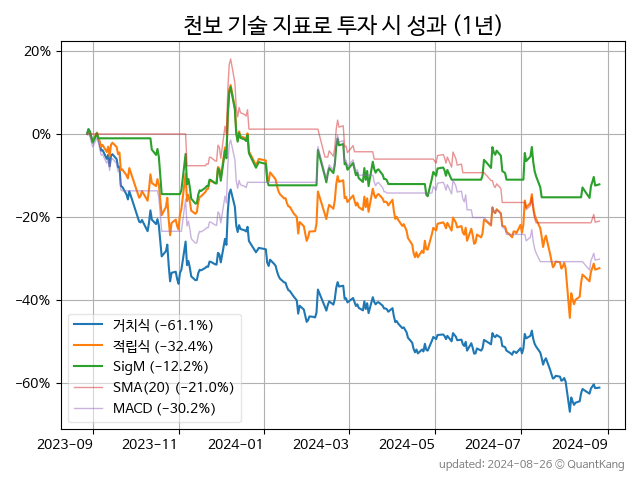 천보 기술 지표로 투자 시 성과 (1년)
20%
0%
−20%
−40%
−60%
거치식 (−61.1%)
적립식 (−32.4%)
SigM (−12.2%)
SMA(20) (−21.0%)
MACD (−30.2%)
2023-09 2023-11 2024-01 2024-03 2024-05 2024-07 2024-09
updated: 2024-08-26 © QuantKang